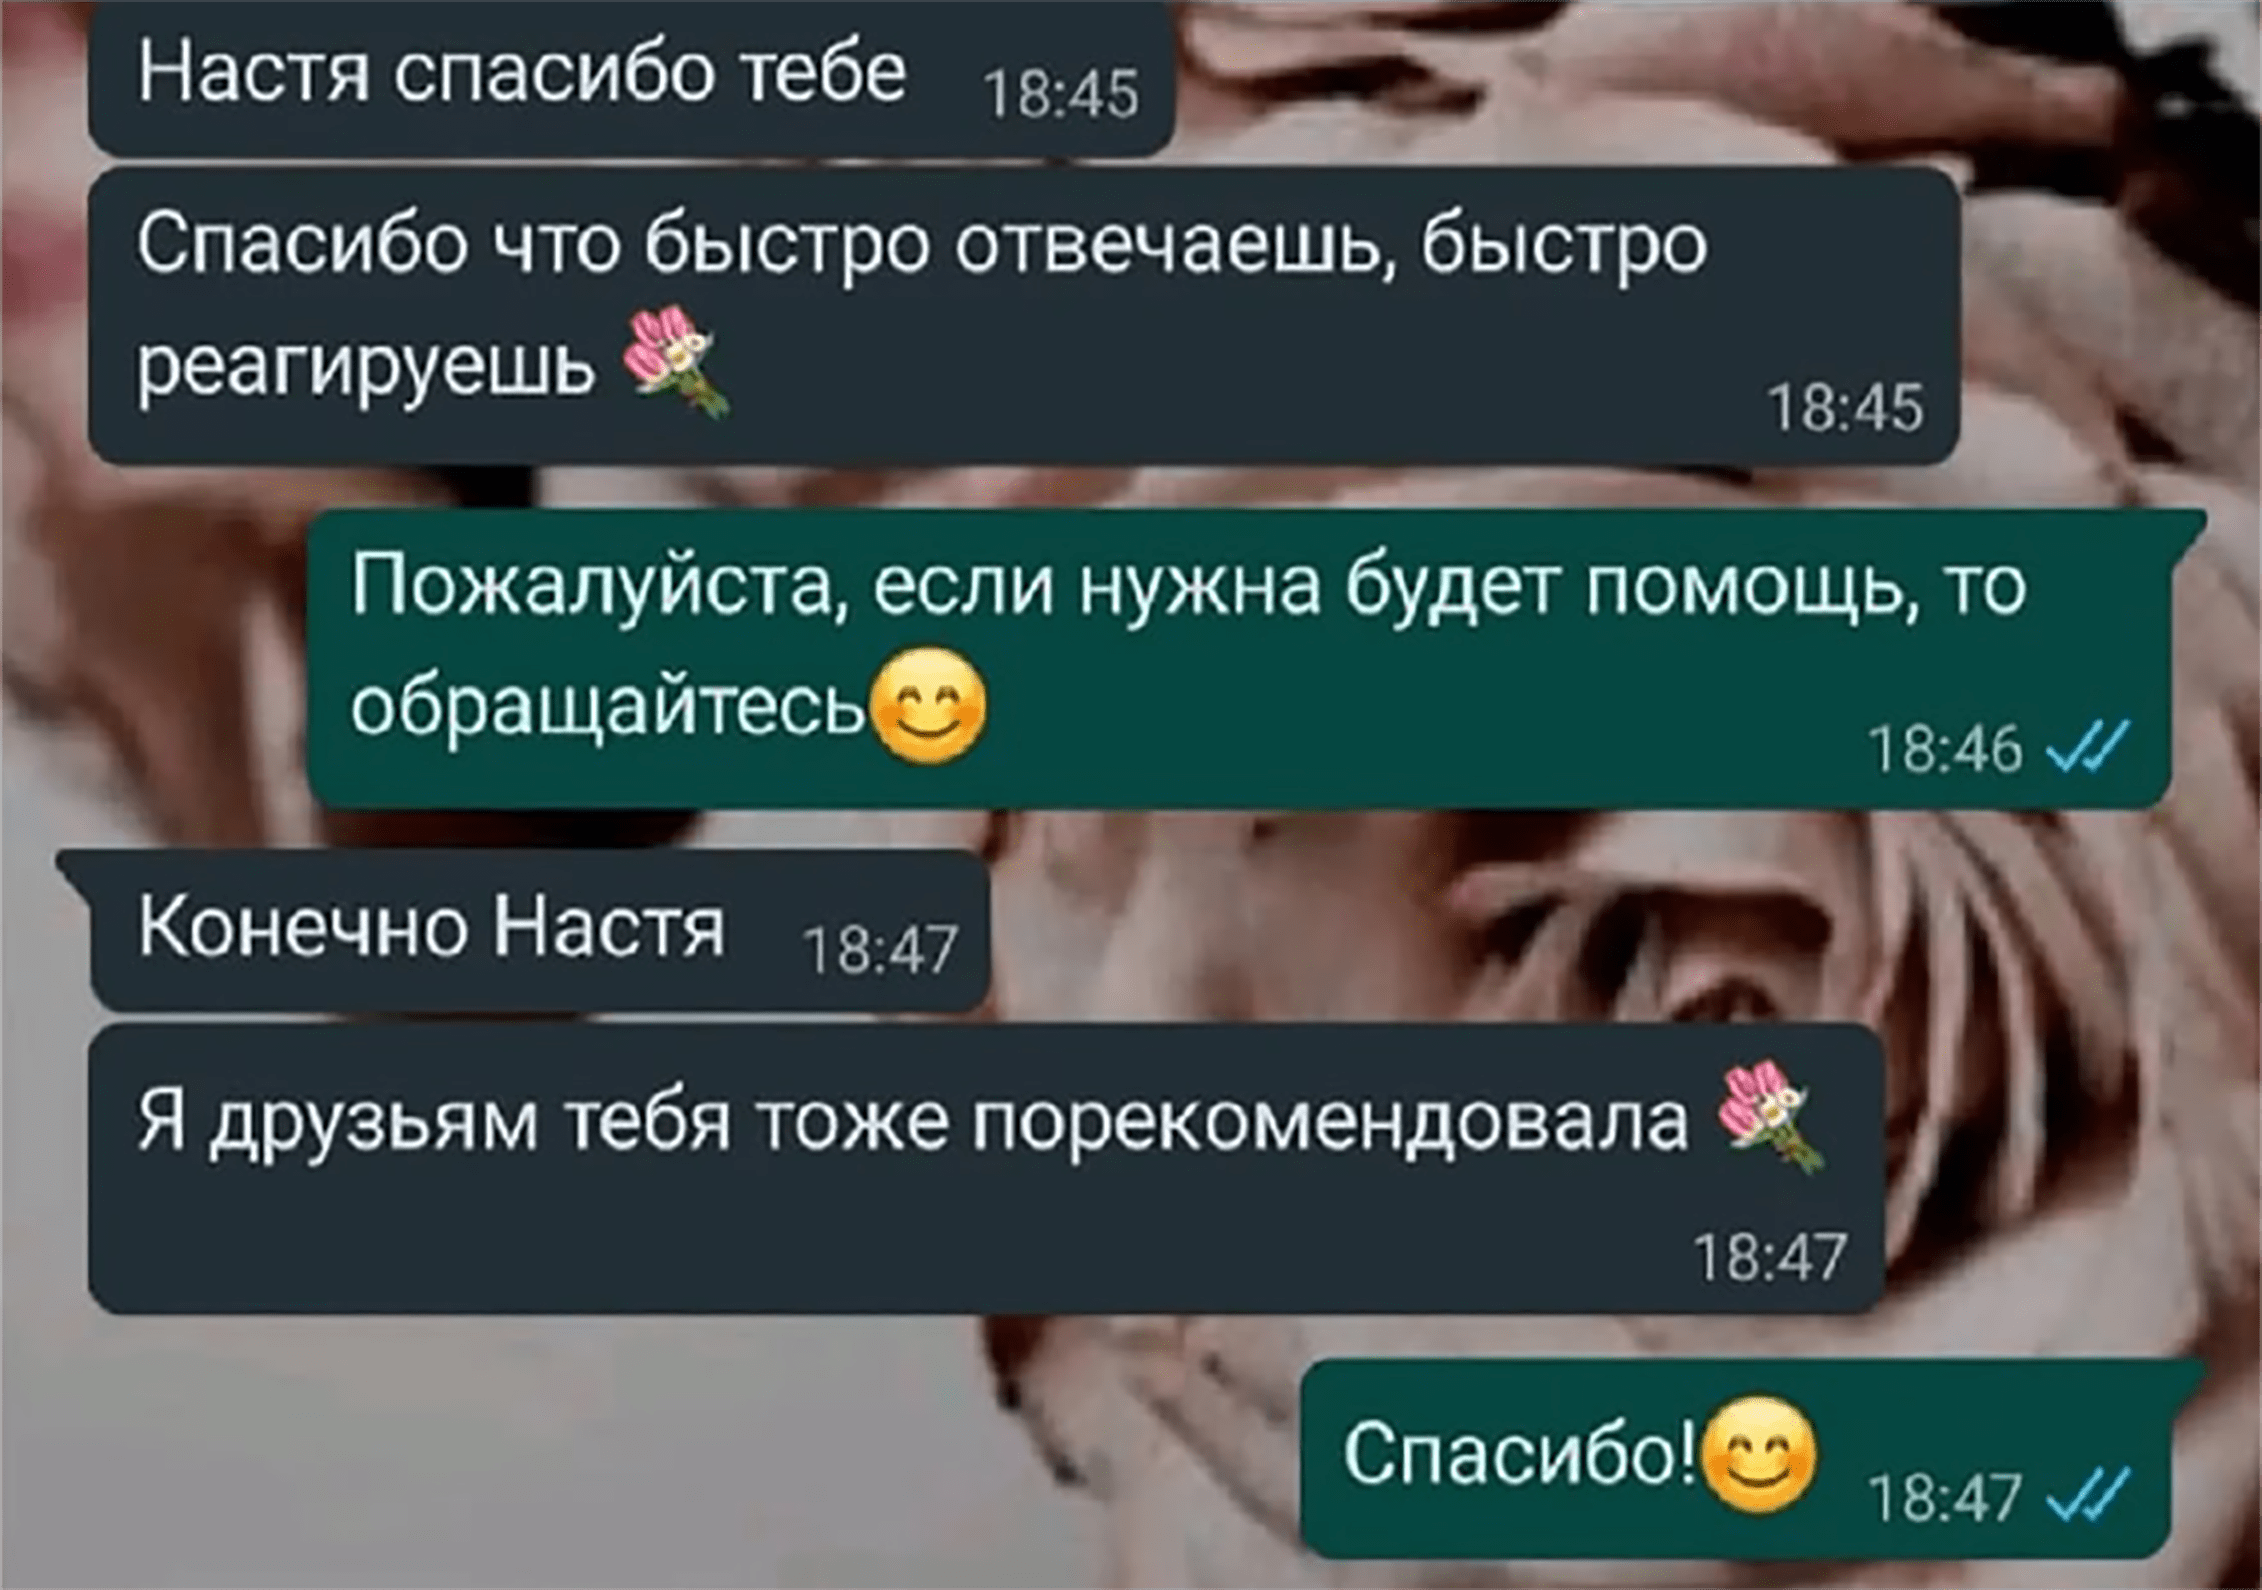 Настя спасибо тебе 18:45
Спасибо что быстро отвечаешь, быстро
реагируешь 💐
18:45
Пожалуйста, если нужна будет помощь, то
обращайтесь😊
18:46
Конечно Настя 18:47
Я друзьям тебя тоже порекомендовала 💐
18:47
Спасибо!😊 18:47